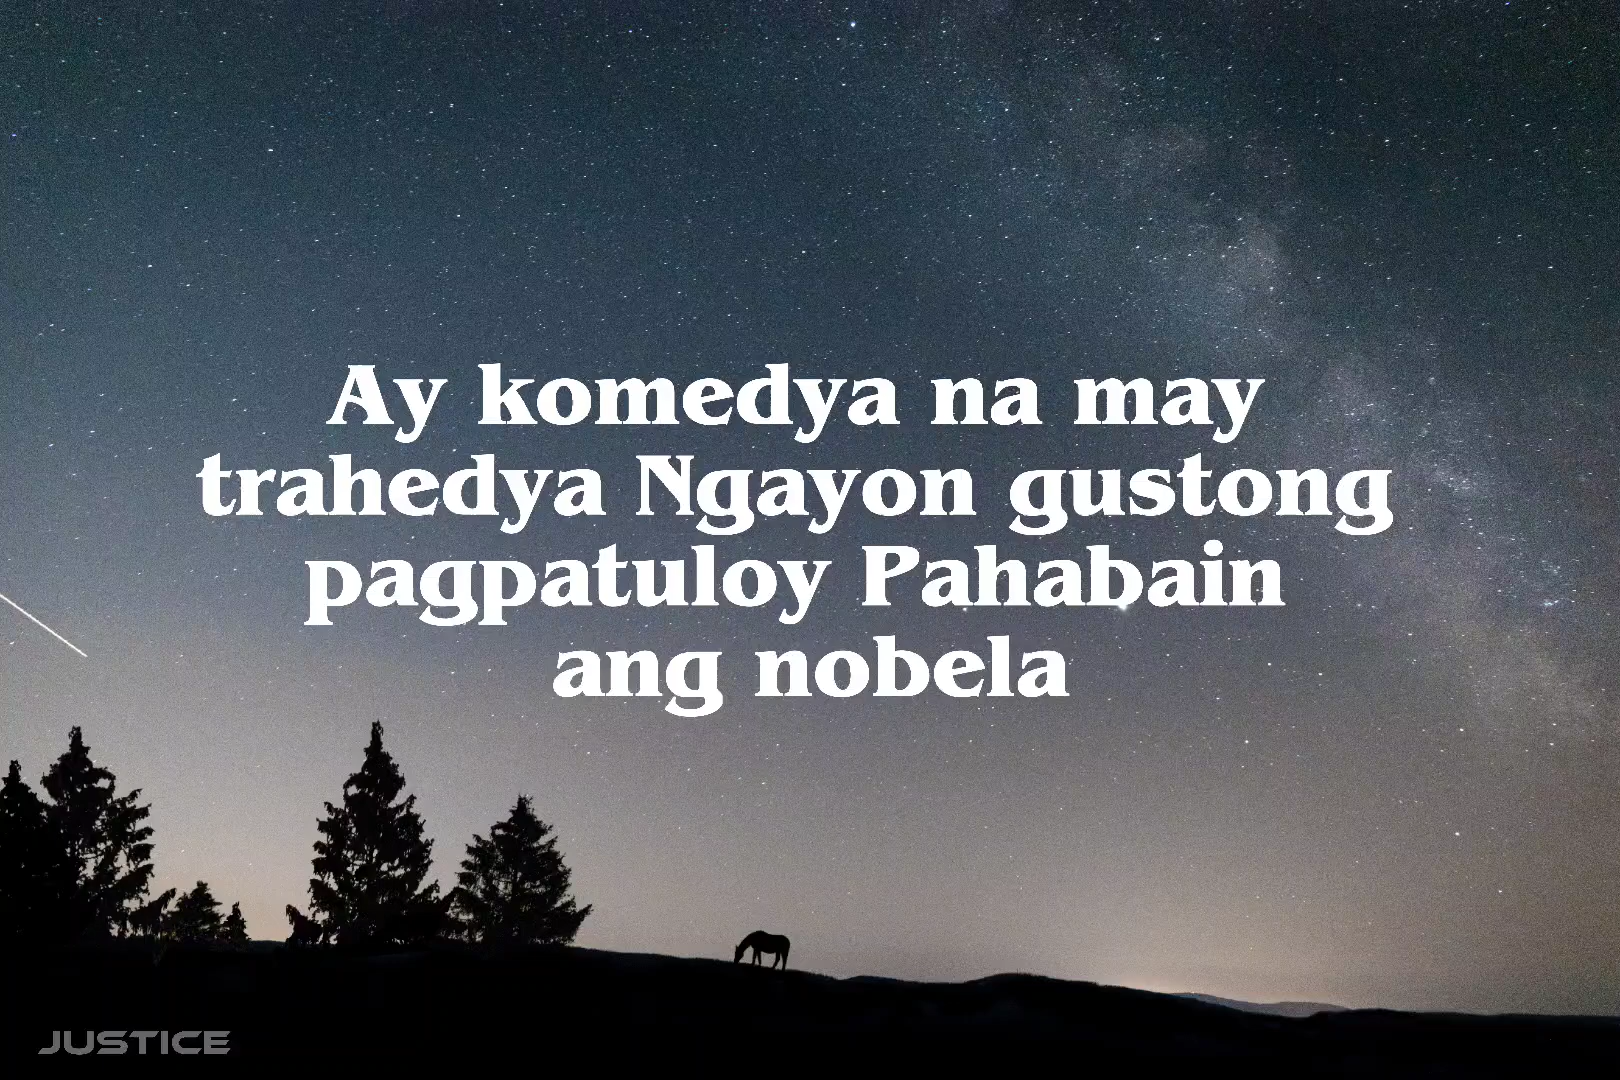 Ay komedya na may
trahedya Ngayon gustong
pagpatuloy Pahabain
ang nobela
JUSTICE